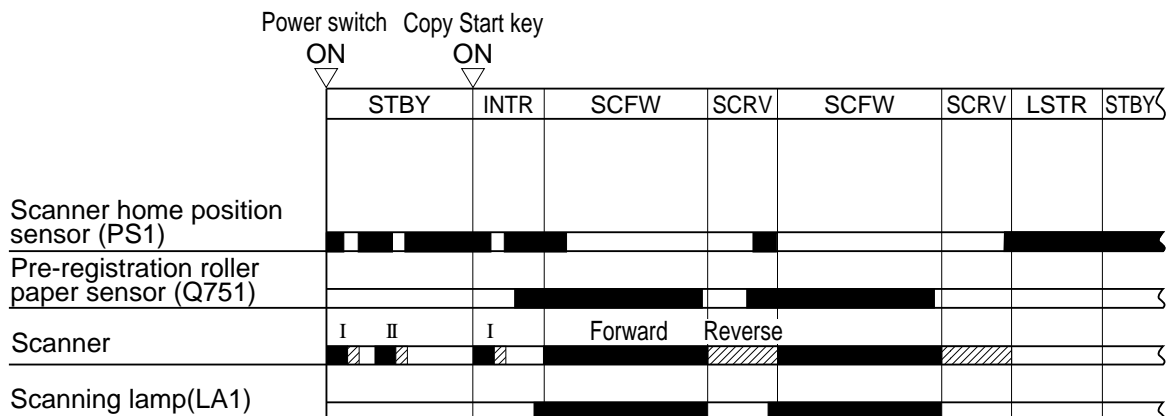 Power switch Copy Start key
ON ON
STBY INTR SCFW SCRV SCFW SCRV LSTR STBY
Scanner home position
sensor (PS1)
Pre-registration roller
paper sensor (Q751)
I II I Forward Reverse
Scanner
Scanning lamp(LA1)